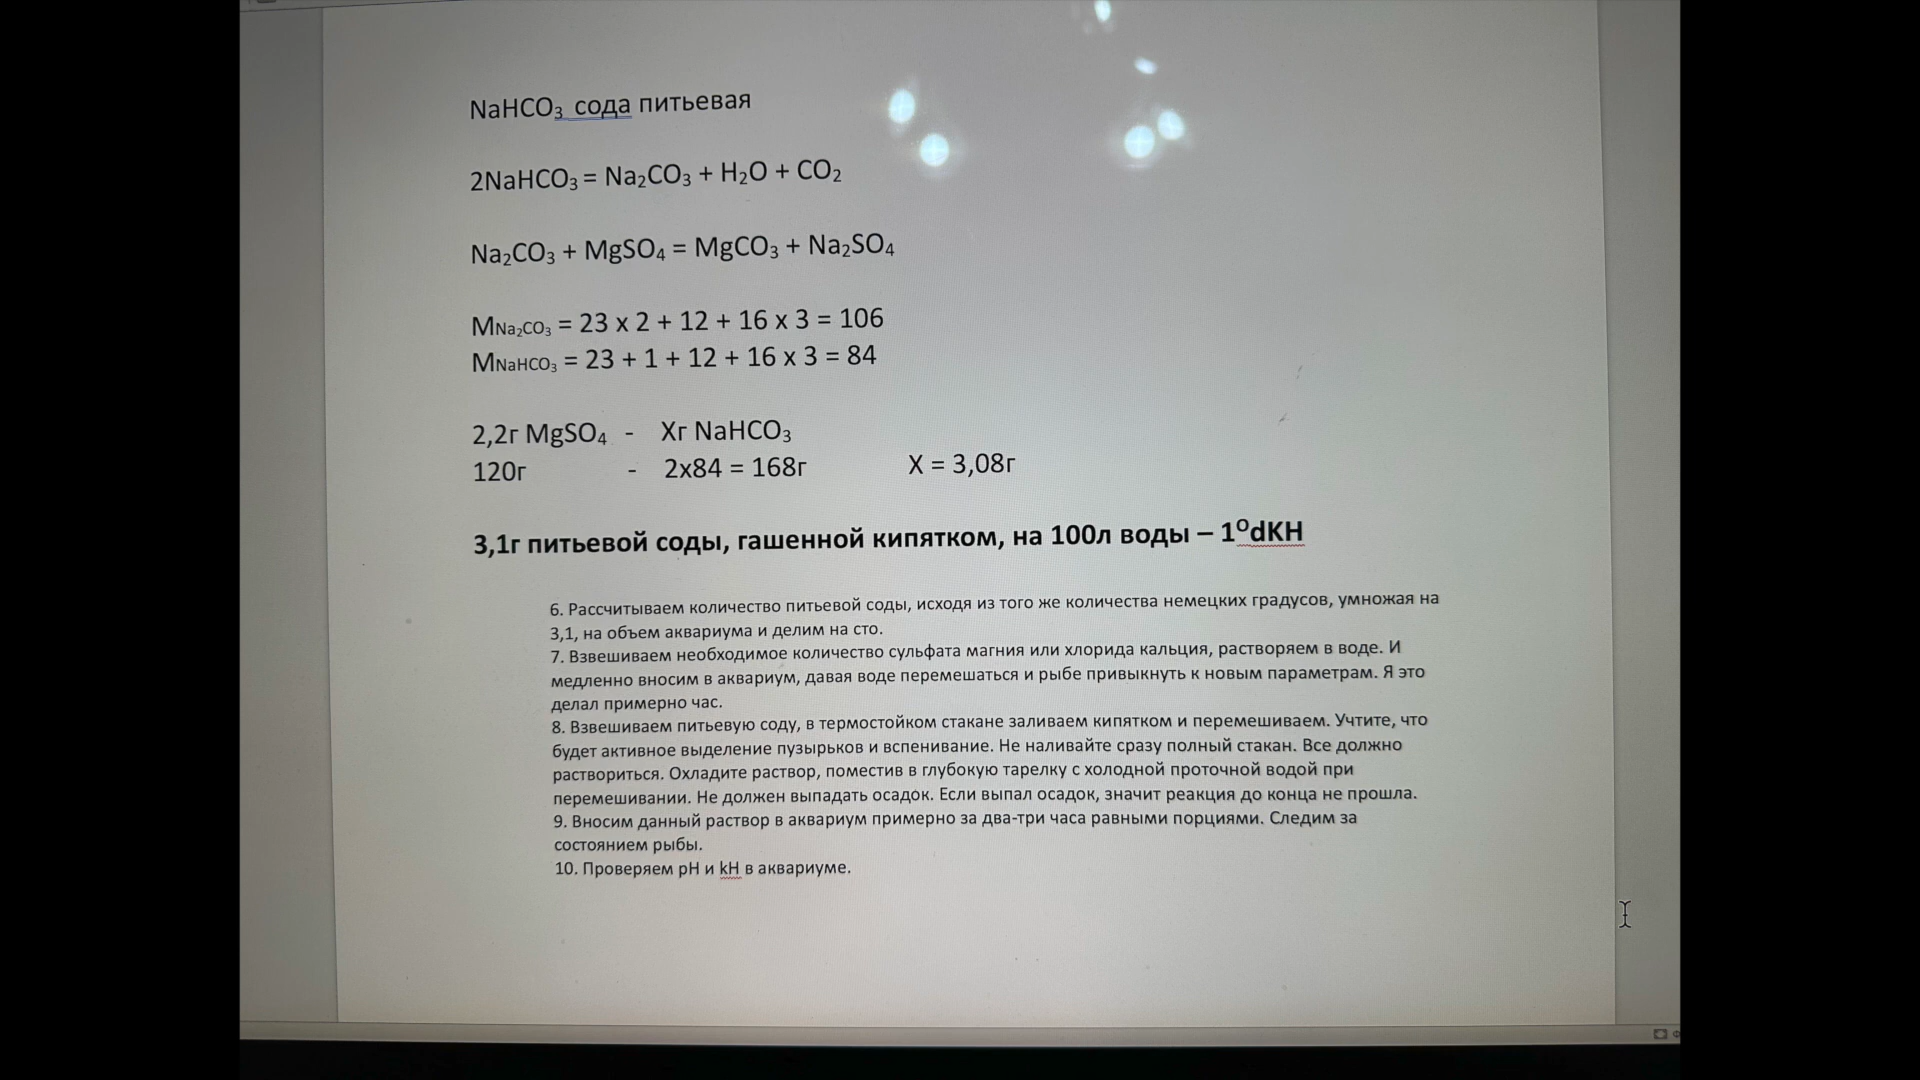 NaHCO₃ сода питьевая
2NaHCO₃ = Na₂CO₃ + H₂O + CO₂
Na₂CO₃ + MgSO₄ = MgCO₃ + Na₂SO₄
MNa₂CO₃ = 23 x 2 + 12 + 16 x 3 = 106
MNaHCO₃ = 23 + 1 + 12 + 16 x 3 = 84
2,2г MgSO₄ - Хг NaHCO₃
120г - 2х84 = 168г Х = 3,08г
3,1г питьевой соды, гашенной кипятком, на 100л воды – 1ᴼdKH
6. Рассчитываем количество питьевой соды, исходя из того же количества немецких градусов, умножая на
3,1, на объем аквариума и делим на сто.
7. Взвешиваем необходимое количество сульфата магния или хлорида кальция, растворяем в воде. И
медленно вносим в аквариум, давая воде перемешаться и рыбе привыкнуть к новым параметрам. Я это
делал примерно час.
8. Взвешиваем питьевую соду, в термостойком стакане заливаем кипятком и перемешиваем. Учтите, что
будет активное выделение пузырьков и вспенивание. Не наливайте сразу полный стакан. Все должно
раствориться. Охладите раствор, поместив в глубокую тарелку с холодной проточной водой при
перемешивании. Не должен выпадать осадок. Если выпал осадок, значит реакция до конца не прошла.
9. Вносим данный раствор в аквариум примерно за два-три часа равными порциями. Следим за
состоянием рыбы.
10. Проверяем pH и kH в аквариуме.